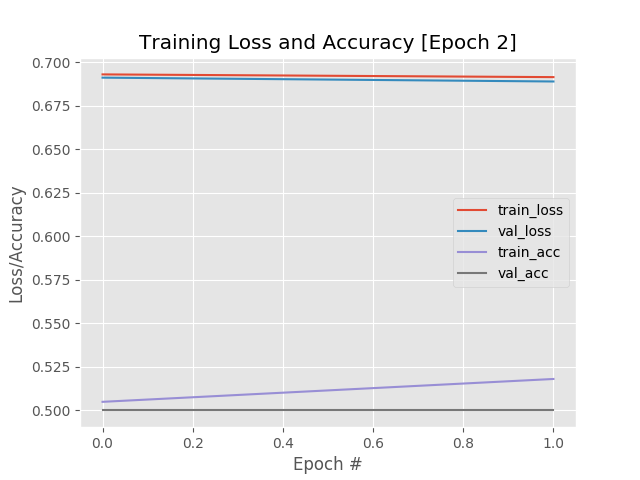 Training Loss and Accuracy [Epoch 2]
0.700
0.675
0.650
0.625
0.600
0.575
0.550
0.525
0.500
Loss/Accuracy
train_loss
val_loss
train_acc
val_acc
0.0 0.2 0.4 0.6 0.8 1.0
Epoch #